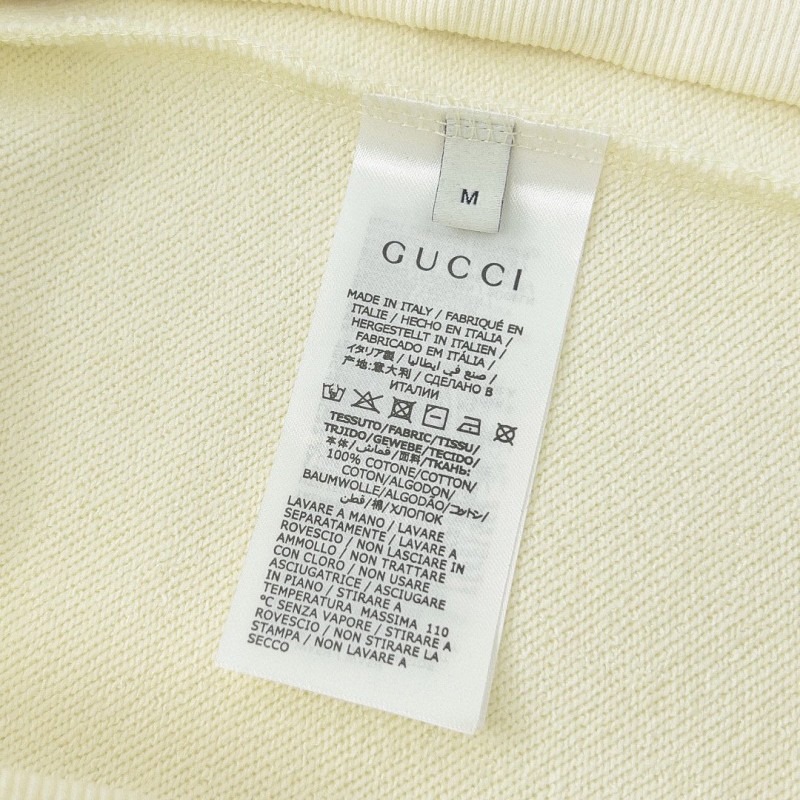 M
GUCCI
MADE IN ITALY / FABRIQUÉ EN
ITALIE / HECHO EN ITALIA /
HERGESTELLT IN ITALIEN /
FABRICADO EM ITÁLIA /
イタリア製 / صنع في ايطاليا /
产地:意大利 / СДЕЛАНО В
ИТАЛИИ
TESSUTO/FABRIC/TISSU/
TRJIDO/GEWEBE/TECIDO/
本体/قماش/面料/ТКАНЬ:
100% COTONE/COTTON/
COTON/ALGODON/
BAUMWOLLE/ALGODÃO/コットン/
قطن/棉/ХЛОПОК
LAVARE A MANO / LAVARE
SEPARATAMENTE / LAVARE A
ROVESCIO / NON LASCIARE IN
AMMOLLO / NON TRATTARE
CON CLORO / NON USARE
ASCIUGATRICE / ASCIUGARE
IN PIANO / STIRARE A
TEMPERATURA MASSIMA 110
°C SENZA VAPORE / STIRARE A
ROVESCIO / NON STIRARE LA
STAMPA / NON LAVARE A
SECCO